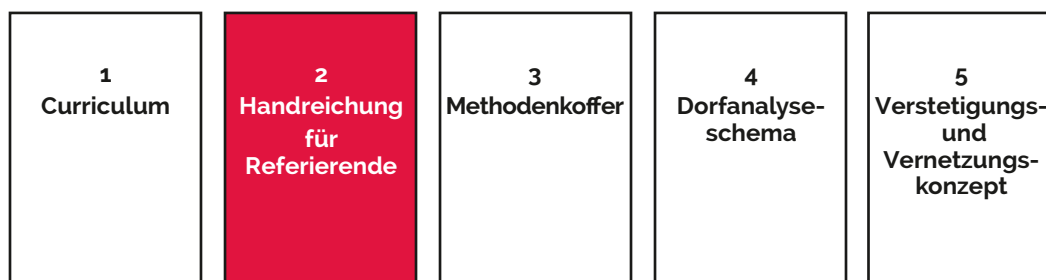 1
Curriculum
2
Handreichung
für
Referierende
3
Methodenkoffer
4
Dorfanalyse-
schema
5
Verstetigungs-
und
Vernetzungs-
konzept